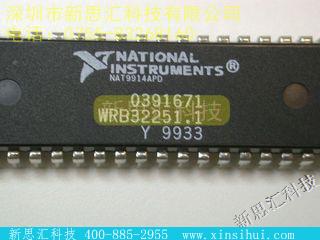 深圳市新思汇科技有限公司
NATIONAL
INSTRUMENTS®
NAT9914APD
0391671
WRB32251.1
Y 9933
新思汇科技
新思汇科技 400-885-2955 www.xinsihui.com